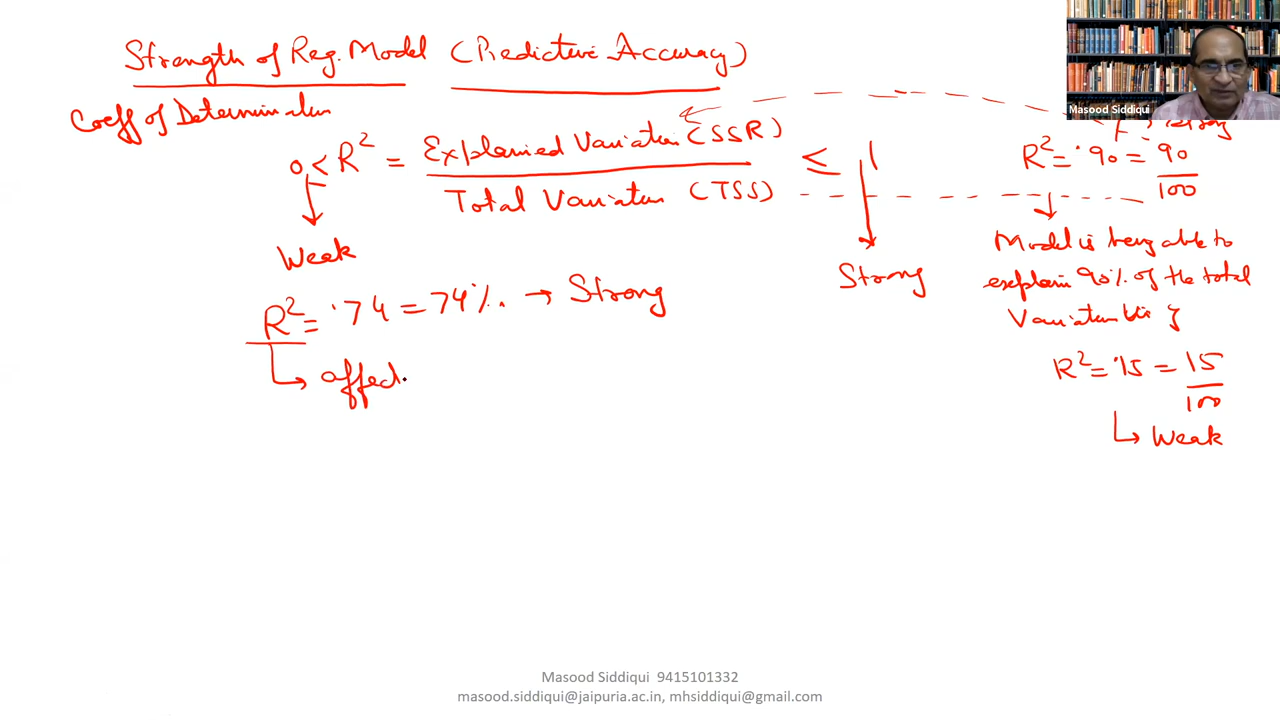 Strength of Reg. Model (Predictive Accuracy)
Coeff of Determination
0 < R² = Explained Variation (SSR) / Total Variation (TSS) < 1
Weak
Strong
R² = .74 = 74% → Strong
affect
R² = .90 = 90/100
Model is being able to
explain 90% of the total
Variation
R² = .15 = 15/100
Weak
Masood Siddiqui
Masood Siddiqui 9415101332
masood.siddiqui@jaipuria.ac.in, mhsiddiqui@gmail.com